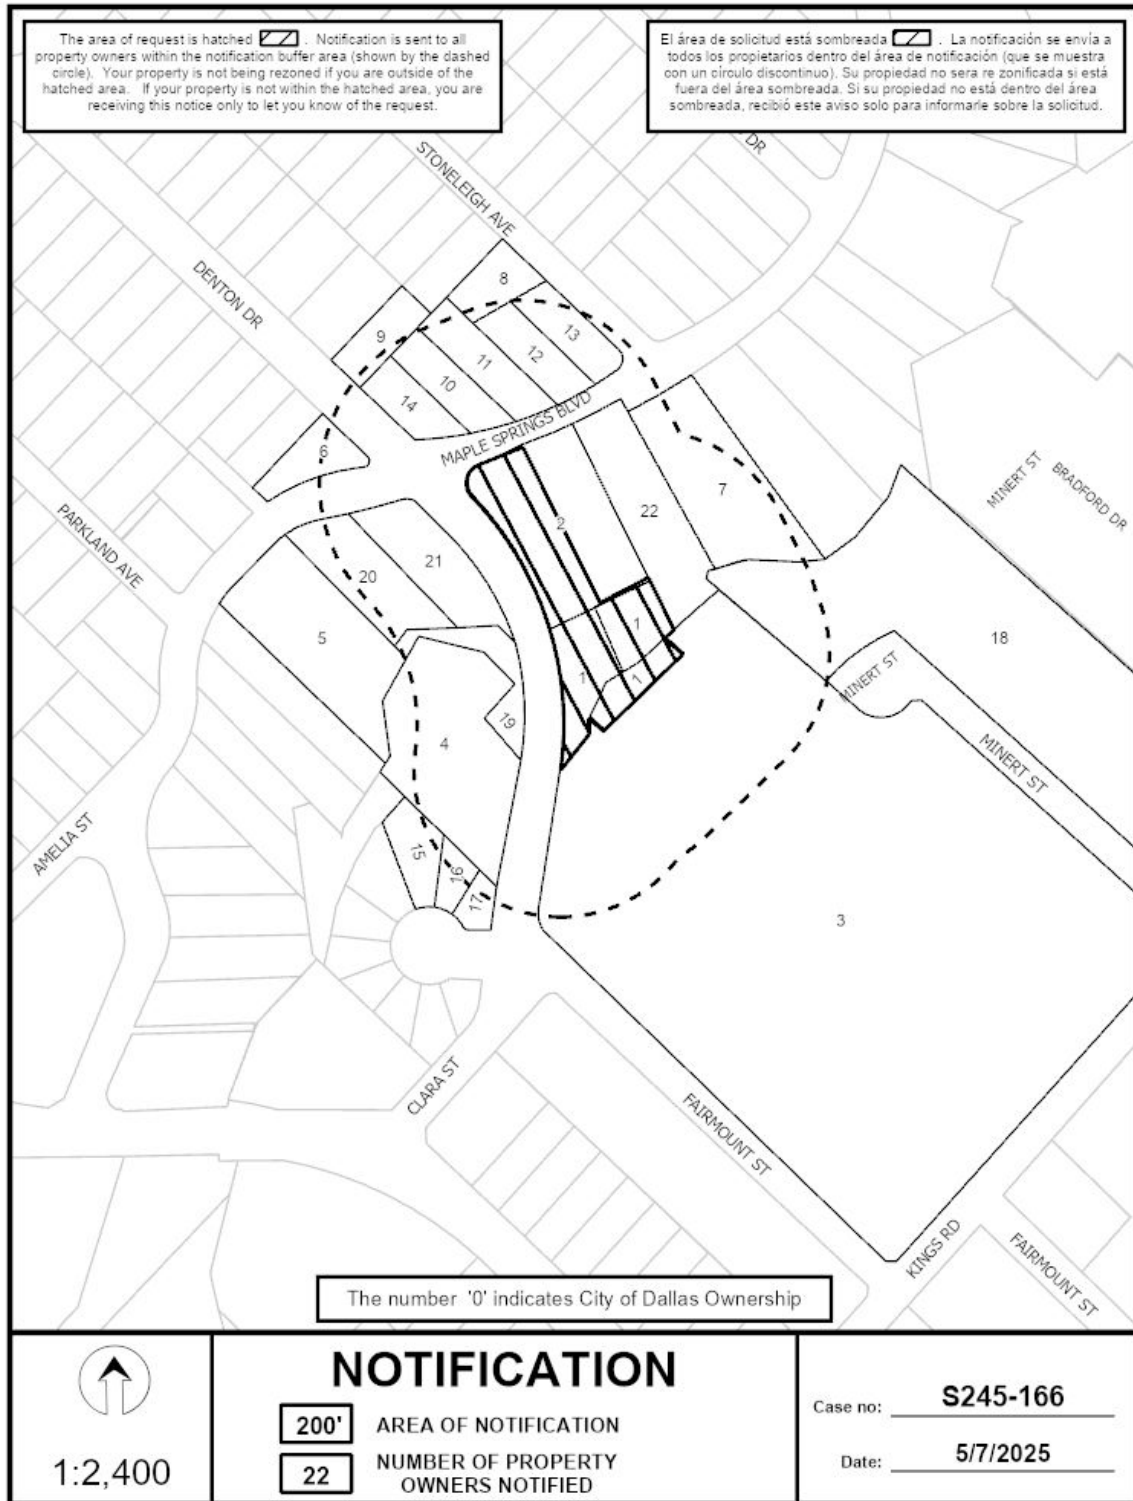 The area of request is hatched . Notification is sent to all
property owners within the notification buffer area (shown by the dashed
circle). Your property is not being rezoned if you are outside of the
hatched area. If your property is not within the hatched area, you are
receiving this notice only to let you know of the request.
El área de solicitud está sombreada . La notificación se envía a
todos los propietarios dentro del área de notificación (que se muestra
con un círculo discontinuo). Su propiedad no sera re zonificada si está
fuera del área sombreada. Si su propiedad no está dentro del área
sombreada, recibió este aviso solo para informarle sobre la solicitud.
DR
STONELEIGH AVE
DENTON DR
8
9
13
11
12
10
14
MAPLE SPRINGS BLVD
6
MINERT ST
BRADFORD DR
7
22
2
PARKLAND AVE
21
20
5
1
18
MINERT ST
1
1
19
4
MINERT ST
AMELIA ST
15
16
17
3
CLARA ST
FAIRMOUNT ST
KINGS RD
FAIRMOUNT ST
The number '0' indicates City of Dallas Ownership
1:2,400
NOTIFICATION
200' AREA OF NOTIFICATION
22 NUMBER OF PROPERTY
OWNERS NOTIFIED
Case no: S245-166
Date: 5/7/2025